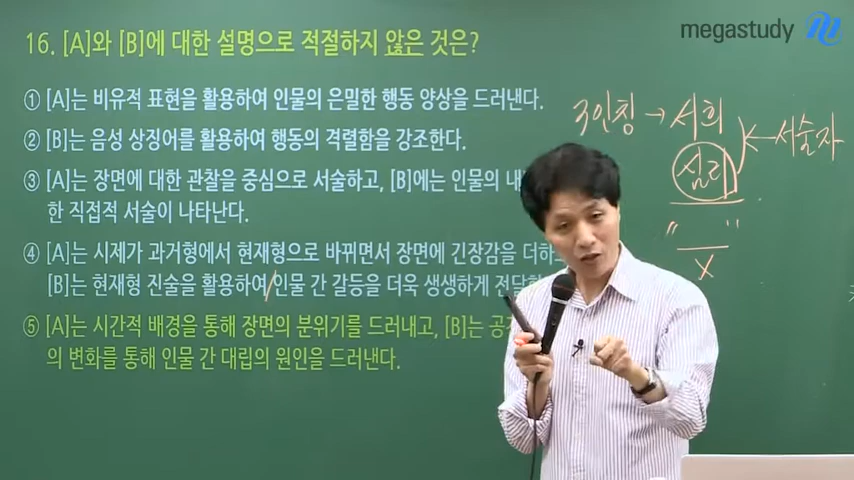 megastudy
16. [A]와 [B]에 대한 설명으로 적절하지 않은 것은?
① [A]는 비유적 표현을 활용하여 인물의 은밀한 행동 양상을 드러낸다.
② [B]는 음성 상징어를 활용하여 행동의 격렬함을 강조한다.
③ [A]는 장면에 대한 관찰을 중심으로 서술하고, [B]에는 인물의
한 직접적 서술이 나타난다.
④ [A]는 시제가 과거형에서 현재형으로 바뀌면서 장면에 긴장감을
[B]는 현재형 진술을 활용하여 인물 간 갈등을 더욱 생생하게
⑤ [A]는 시간적 배경을 통해 장면의 분위기를 드러내고, [B]는
의 변화를 통해 인물 간 대립의 원인을 드러낸다.
3인칭 → 서희 ← 서술자
심리
" "
X